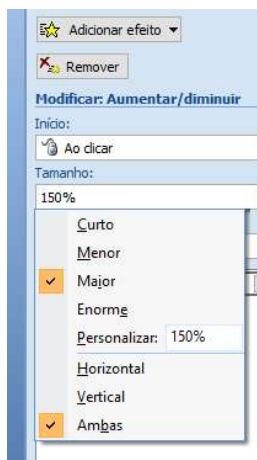 Adicionar efeito
Remover
Modificar: Aumentar/diminuir
Início:
Ao clicar
Tamanho:
150%
Curto
Menor
Maior
Enorme
Personalizar: 150%
Horizontal
Vertical
Ambas